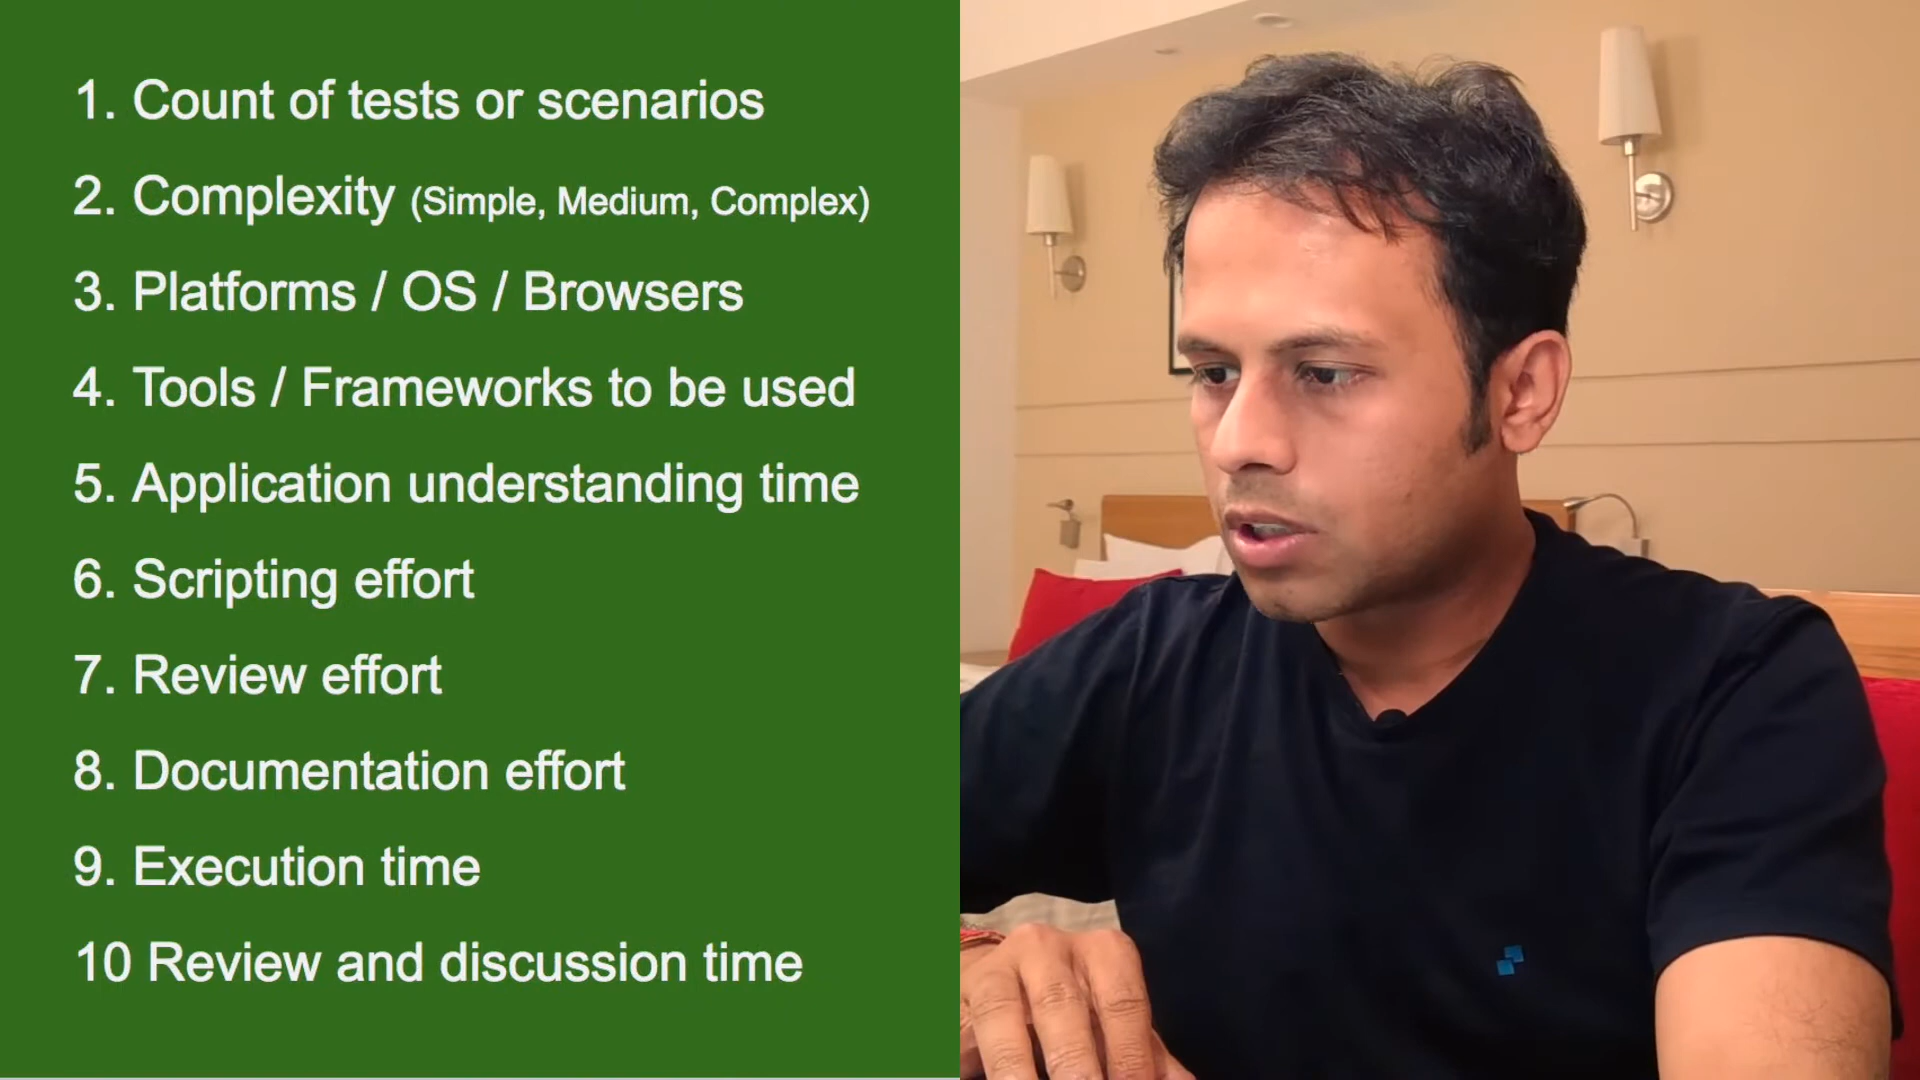 1. Count of tests or scenarios
2. Complexity (Simple, Medium, Complex)
3. Platforms / OS / Browsers
4. Tools / Frameworks to be used
5. Application understanding time
6. Scripting effort
7. Review effort
8. Documentation effort
9. Execution time
10 Review and discussion time